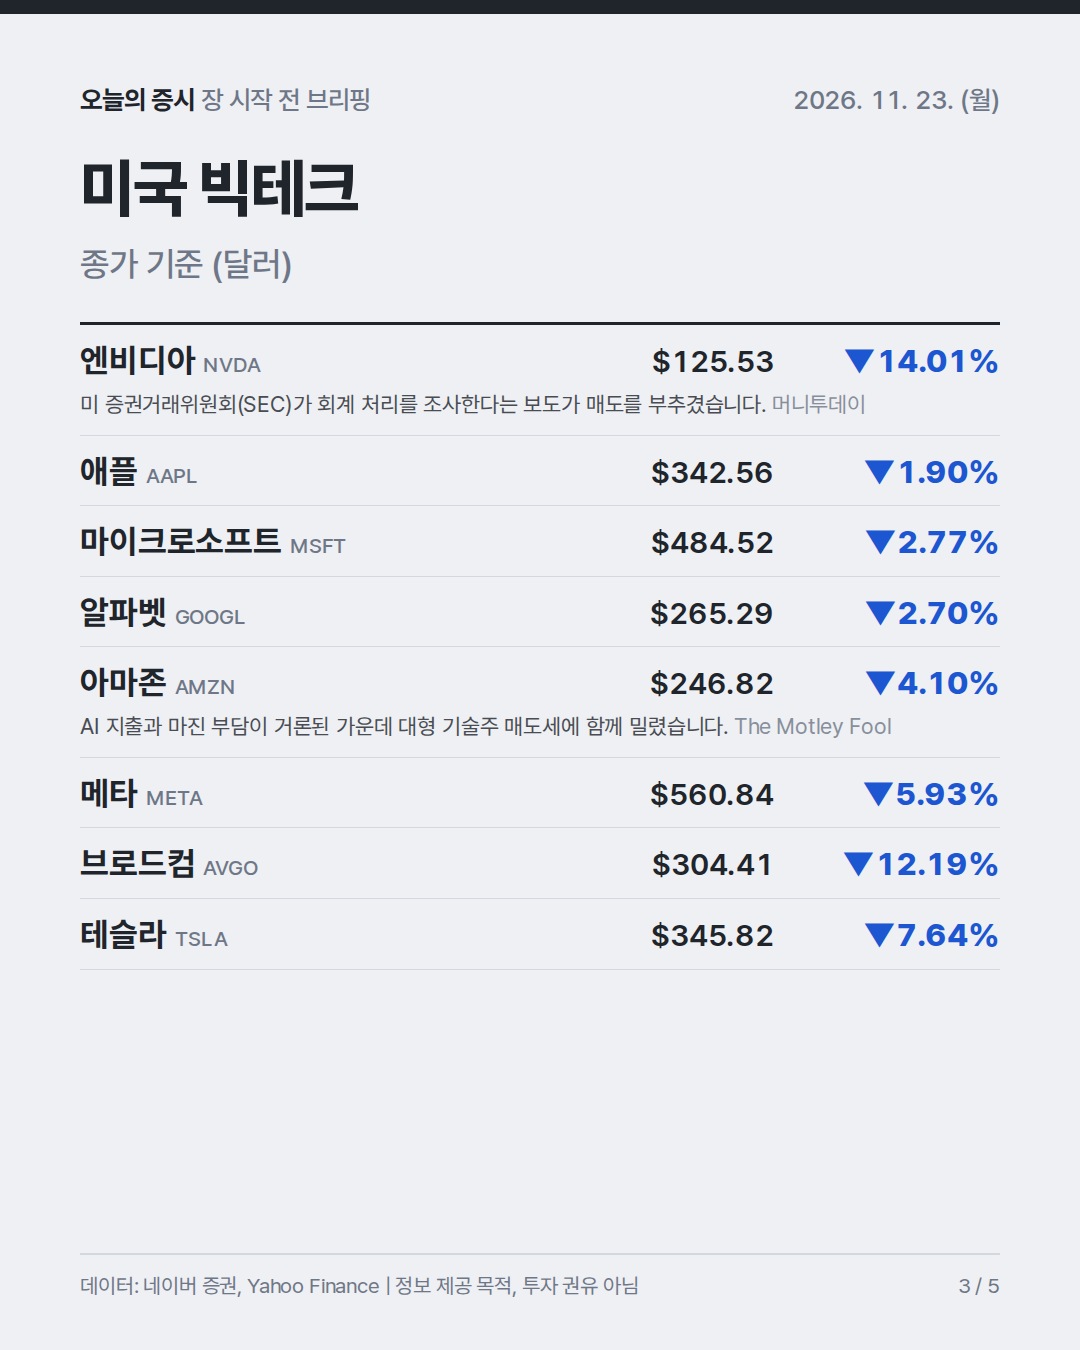 오늘의 증시 장 시작 전 브리핑 2026. 11. 23. (월)
미국 빅테크
종가 기준 (달러)
엔비디아 NVDA $125.53 ▼14.01%
미 증권거래위원회(SEC)가 회계 처리를 조사한다는 보도가 매도를 부추겼습니다. 머니투데이
애플 AAPL $342.56 ▼1.90%
마이크로소프트 MSFT $484.52 ▼2.77%
알파벳 GOOGL $265.29 ▼2.70%
아마존 AMZN $246.82 ▼4.10%
AI 지출과 마진 부담이 거론된 가운데 대형 기술주 매도세에 함께 밀렸습니다. The Motley Fool
메타 META $560.84 ▼5.93%
브로드컴 AVGO $304.41 ▼12.19%
테슬라 TSLA $345.82 ▼7.64%
데이터: 네이버 증권, Yahoo Finance | 정보 제공 목적, 투자 권유 아님 3 / 5